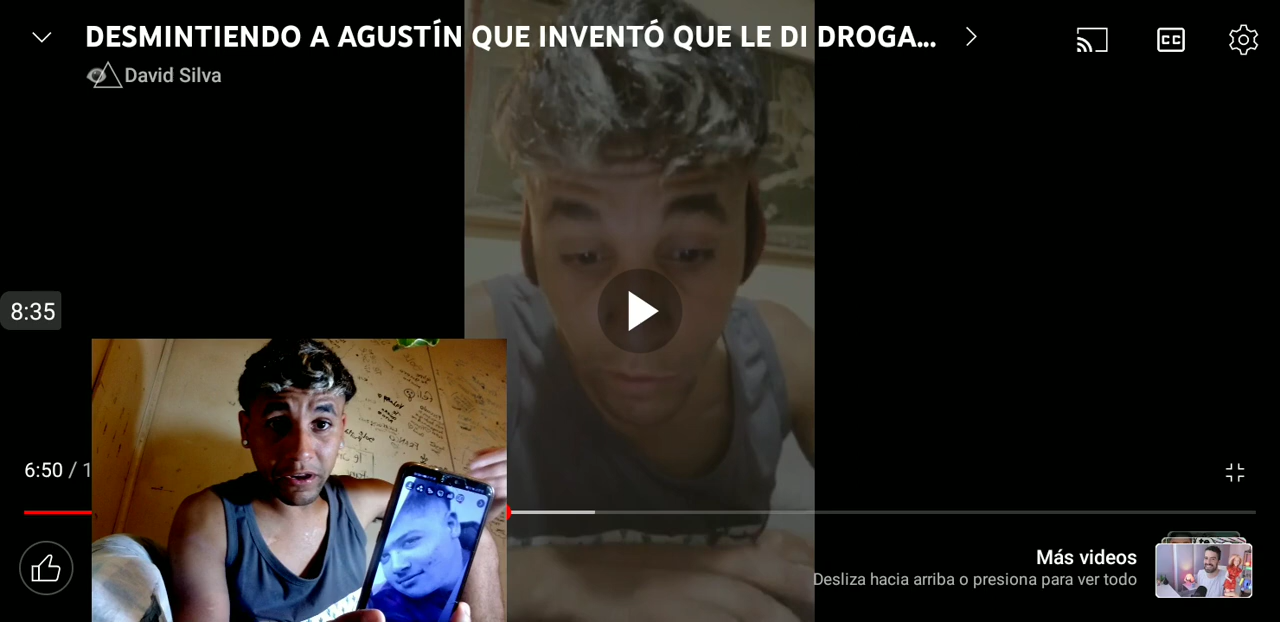 DESMINTIENDO A AGUSTÍN QUE INVENTÓ QUE LE DI DROGA...
David Silva
CC
8:35
6:50 / 1
Más videos
Desliza hacia arriba o presiona para ver todo